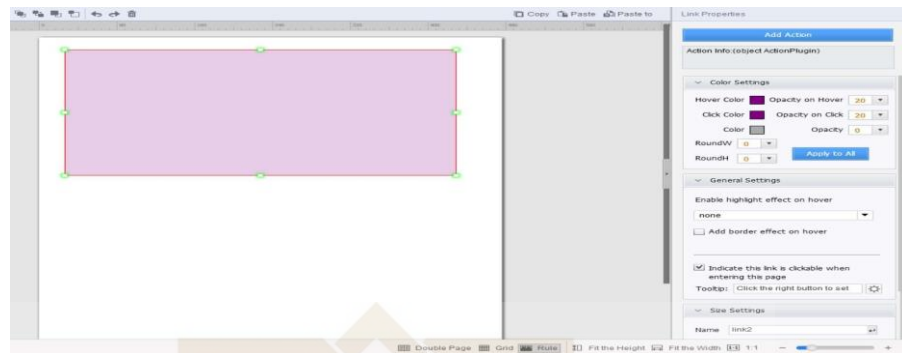 Copy Paste Paste to Link Properties
Add Action
Action Info:(object ActionPlugin)
Color Settings
Hover Color Opacity on Hover 20
Click Color Opacity on Click 20
Color Opacity 0
RoundW 0
Apply to All
RoundH 0
General Settings
Enable highlight effect on hover
none
Add border effect on hover
Indicate this link is clickable when
entering this page
Tooltip: Click the right button to set
Size Settings
Name link2
Double Page Grid Rule Fit the Height Fit the Width 1:1